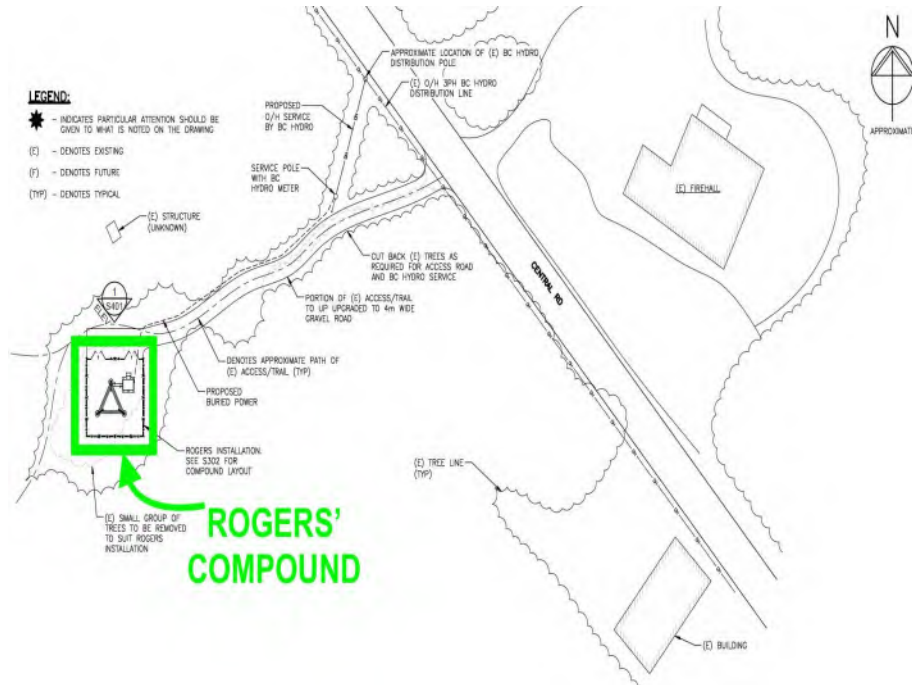 APPROXIMATE LOCATION OF (E) BC HYDRO
DISTRIBUTION POLE
(E) O/H 3PH BC HYDRO
DISTRIBUTION LINE
N
APPROXIMATE
LEGEND:
- INDICATES PARTICULAR ATTENTION SHOULD BE
GIVEN TO WHAT IS NOTED ON THE DRAWING
(E) - DENOTES EXISTING
(F) - DENOTES FUTURE
(TYP) - DENOTES TYPICAL
PROPOSED
O/H SERVICE
BY BC HYDRO
SERVICE POLE
WITH BC
HYDRO METER
(E) FIREHALL
(E) STRUCTURE
(UNKNOWN)
CUT BACK (E) TREES AS
REQUIRED FOR ACCESS ROAD
AND BC HYDRO SERVICE
CENTRAL RD
1
S401
ELEV
PORTION OF (E) ACCESS/TRAIL
TO UP UPGRADED TO 4m WIDE
GRAVEL ROAD
DENOTES APPROXIMATE PATH OF
(E) ACCESS/TRAIL (TYP)
PROPOSED
BURIED POWER
ROGERS INSTALLATION.
SEE S302 FOR
COMPOUND LAYOUT
(E) TREE LINE
(TYP)
(E) SMALL GROUP OF
TREES TO BE REMOVED
TO SUIT ROGERS
INSTALLATION
ROGERS'
COMPOUND
(E) BUILDING